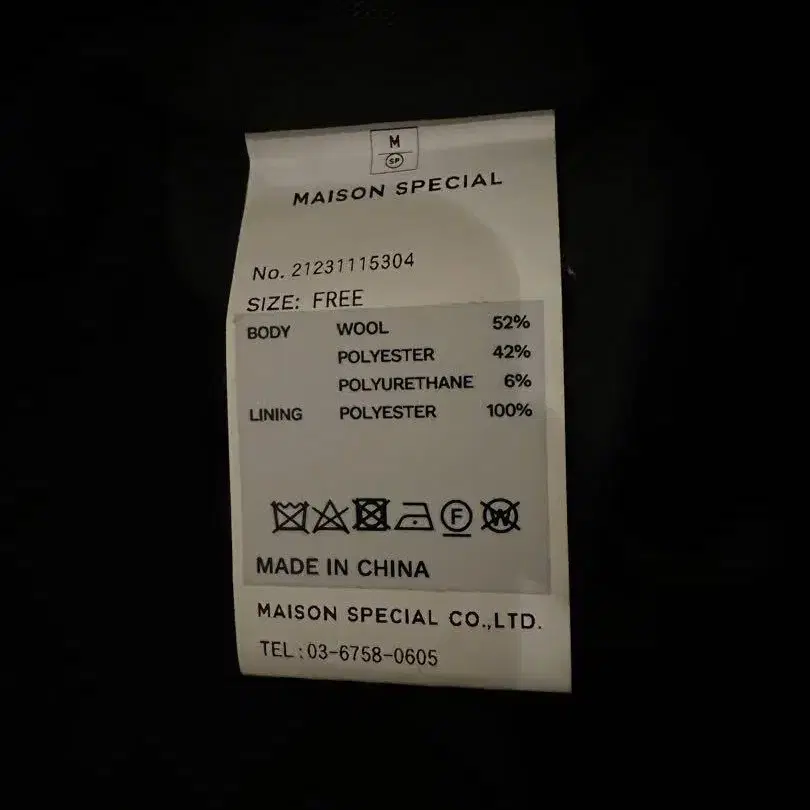 M
SP
MAISON SPECIAL
No. 21231115304
SIZE: FREE
BODY WOOL 52%
POLYESTER 42%
POLYURETHANE 6%
LINING POLYESTER 100%
F W
MADE IN CHINA
MAISON SPECIAL CO.,LTD.
TEL:03-6758-0605